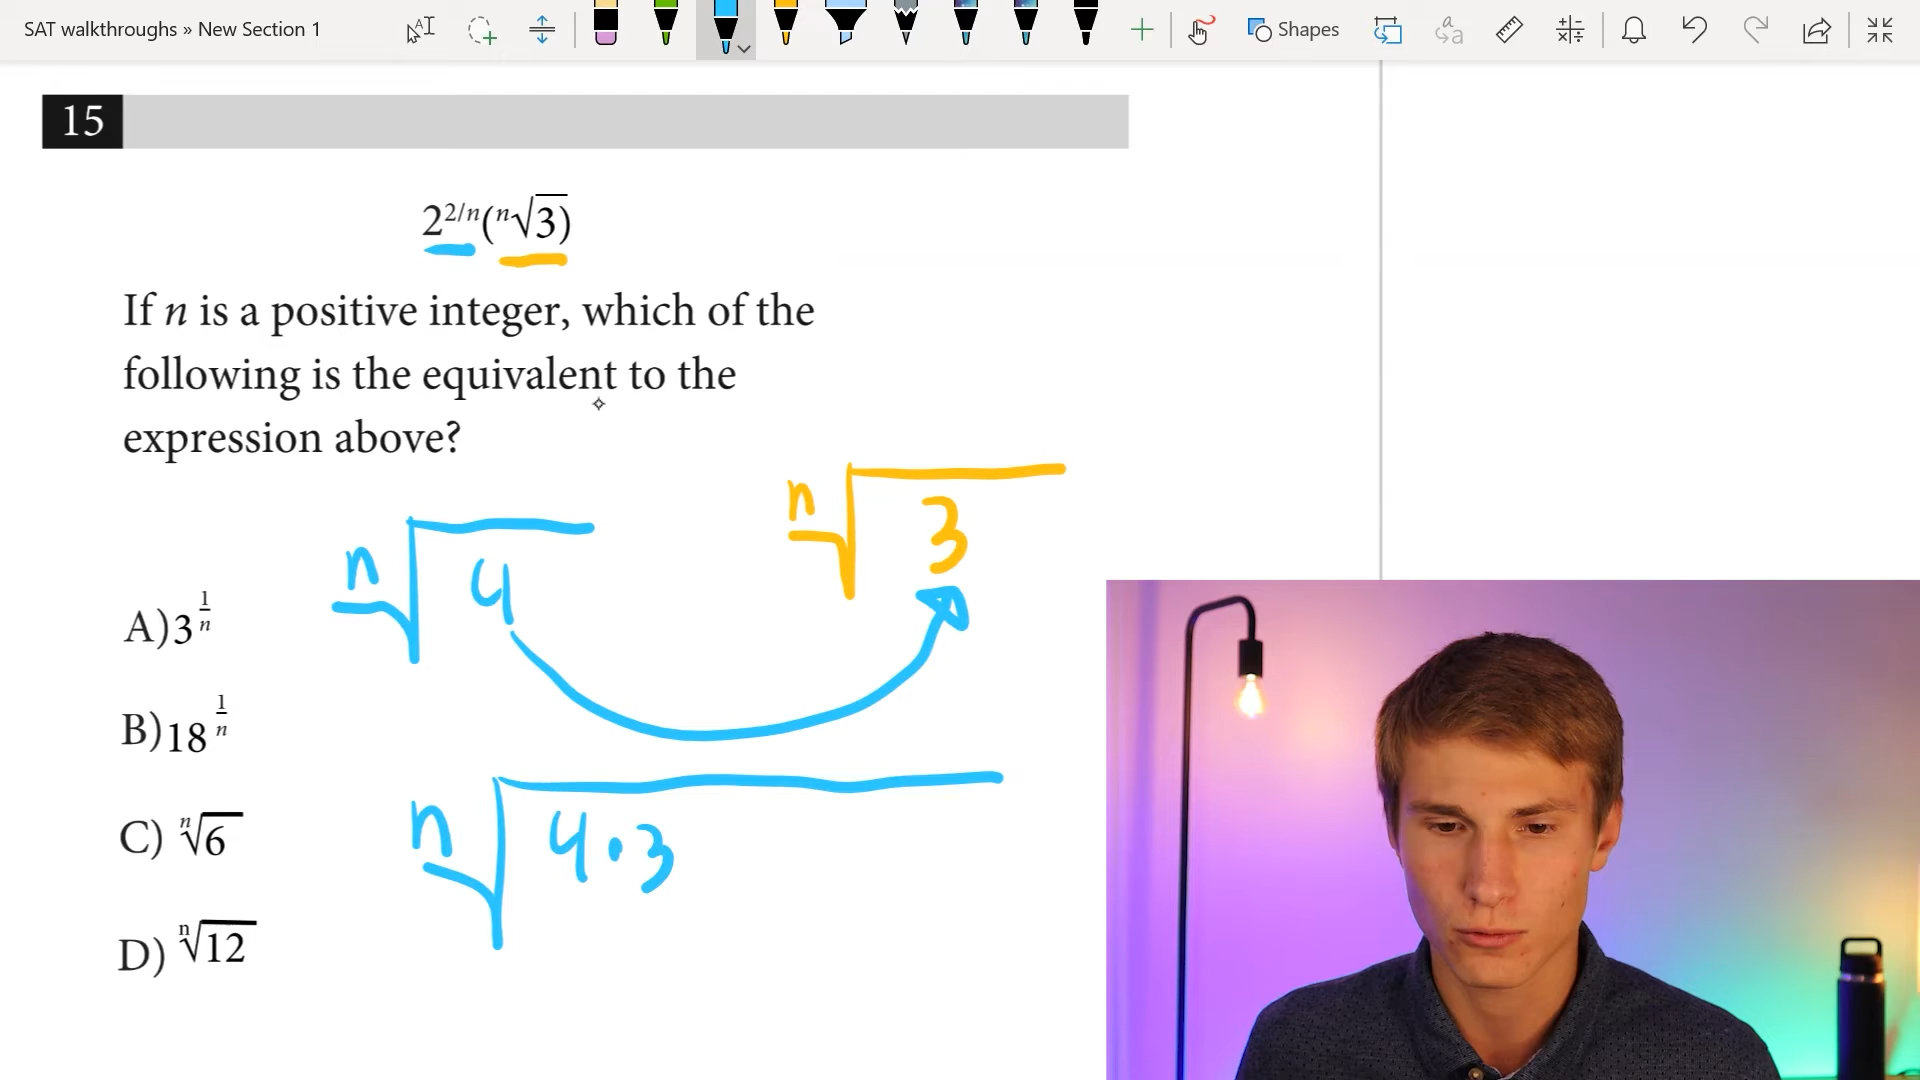 SAT walkthroughs » New Section 1
Shapes
15
2^{2/n}(ⁿ√3)
If n is a positive integer, which of the
following is the equivalent to the
expression above?
ⁿ√4
ⁿ√3
A)3^{1/n}
B)18^{1/n}
C) ⁿ√6
D) ⁿ√12
ⁿ√4·3